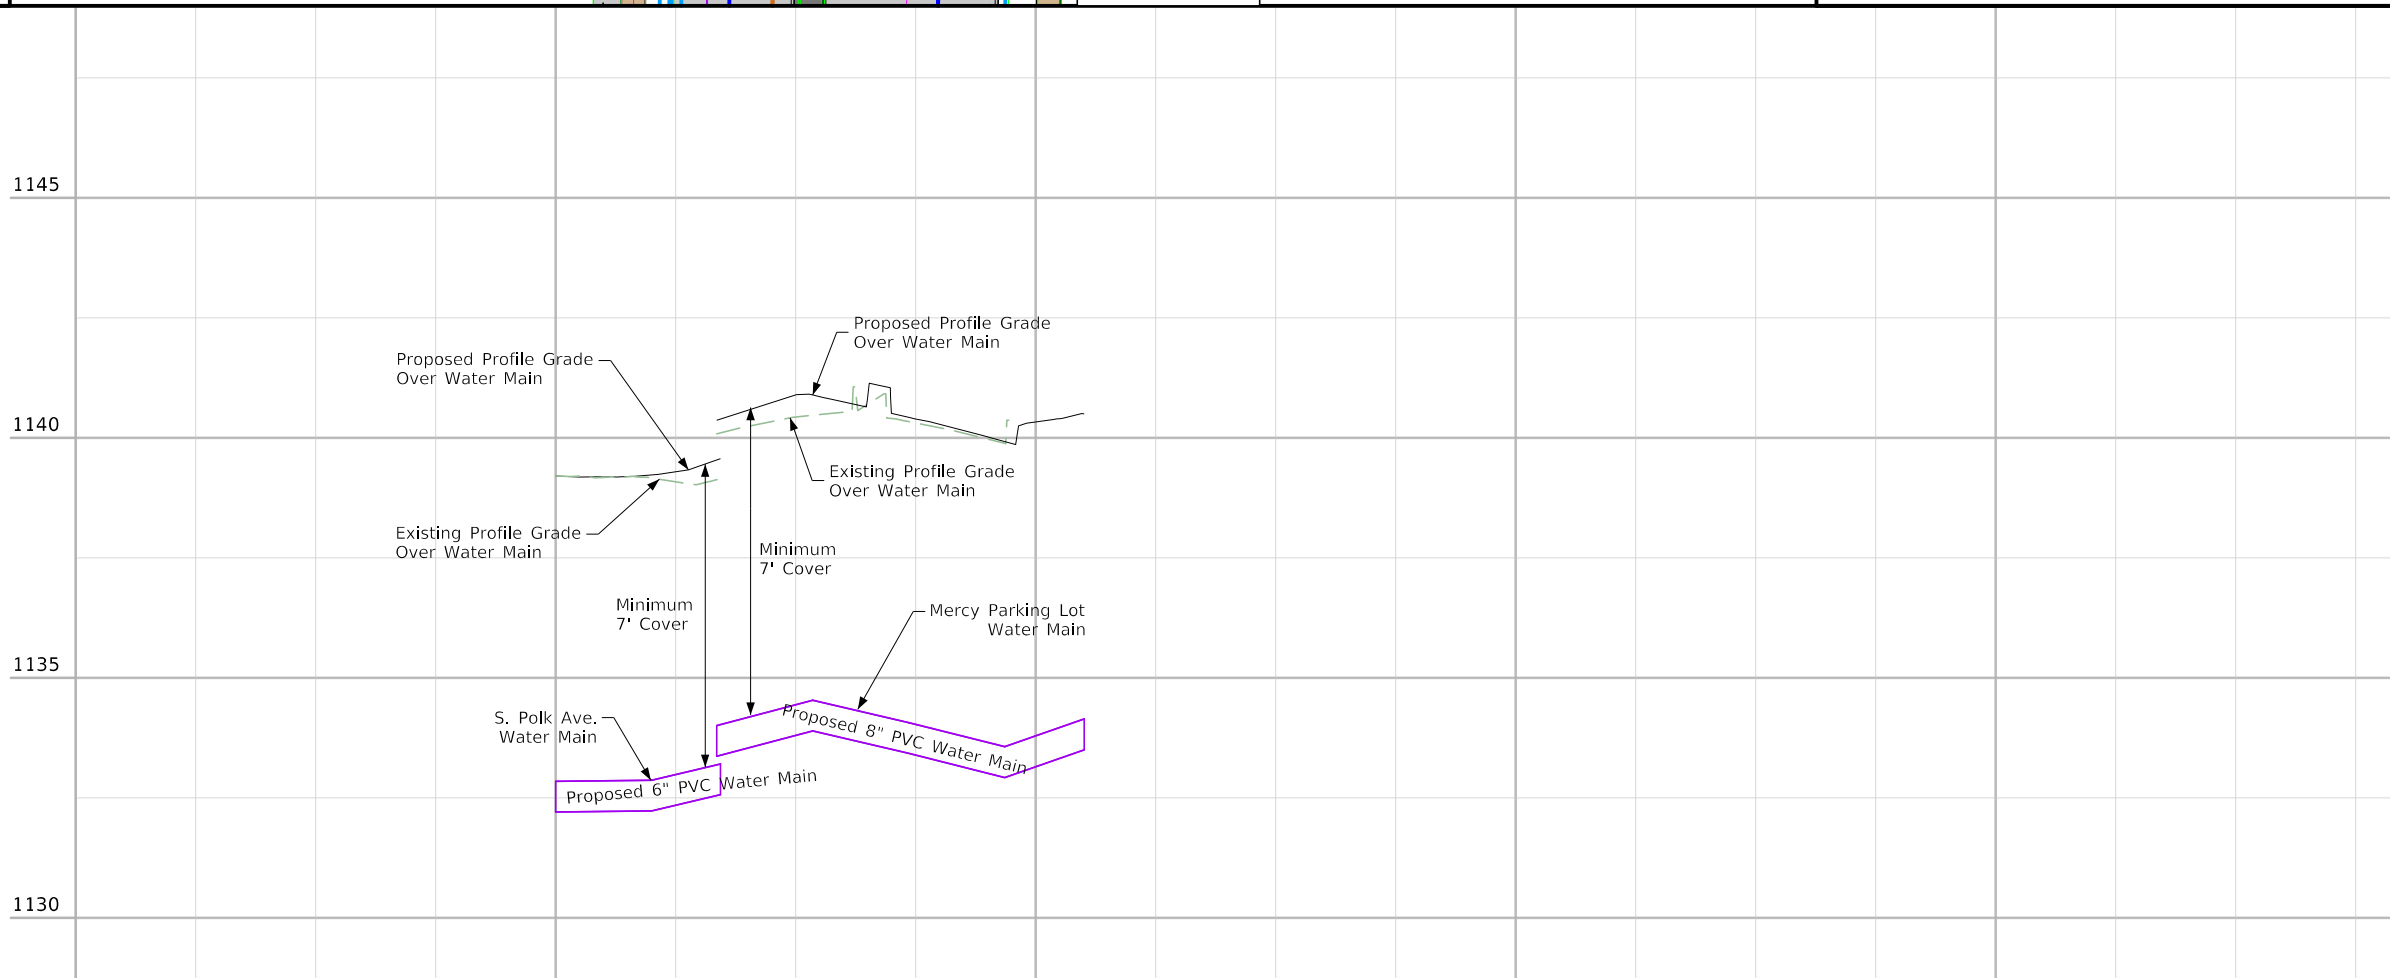 1145
Proposed Profile Grade
Over Water Main
Proposed Profile Grade
Over Water Main
1140
Existing Profile Grade
Over Water Main
Existing Profile Grade
Over Water Main
Minimum
7' Cover
Minimum
7' Cover
Mercy Parking Lot
Water Main
1135
S. Polk Ave.
Water Main
Proposed 8" PVC Water Main
Proposed 6" PVC Water Main
1130